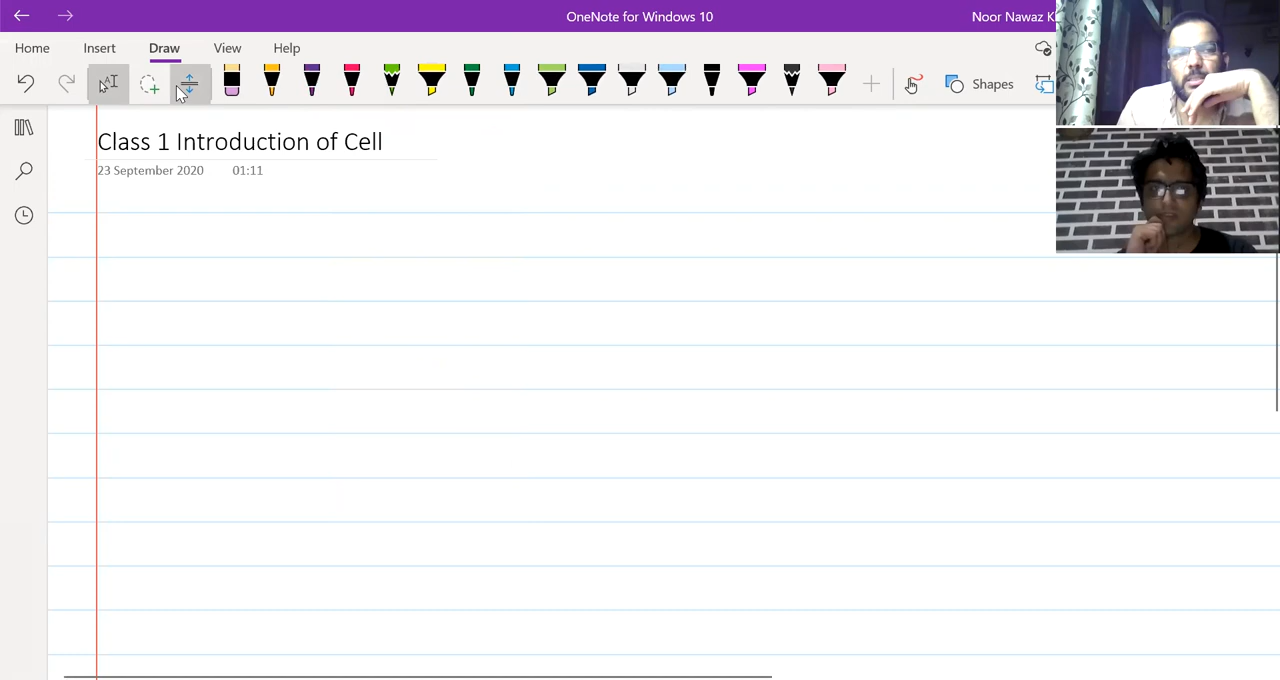 OneNote for Windows 10
Noor Nawaz K
Home Insert Draw View Help
Shapes
Class 1 Introduction of Cell
23 September 2020 01:11